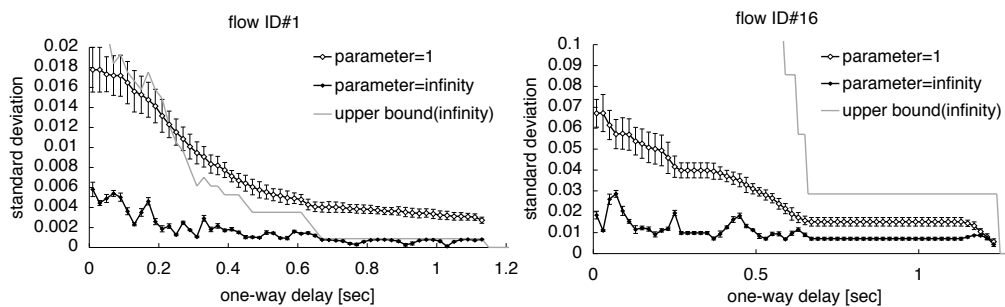 flow ID#1
0.02
0.018
0.016
0.014
0.012
0.01
0.008
0.006
0.004
0.002
0
standard deviation
parameter=1
parameter=infinity
upper bound(infinity)
0 0.2 0.4 0.6 0.8 1 1.2
one-way delay [sec]
flow ID#16
0.1
0.09
0.08
0.07
0.06
0.05
0.04
0.03
0.02
0.01
0
standard deviation
parameter=1
parameter=infinity
upper bound(infinity)
0 0.5 1
one-way delay [sec]